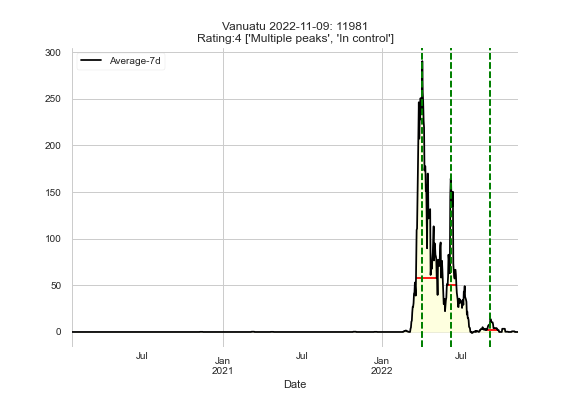 Vanuatu 2022-11-09: 11981
Rating:4 ['Multiple peaks', 'In control']
Average-7d
300
250
200
150
100
50
0
Jul
Jan
2021
Jul
Jan
2022
Jul
Date